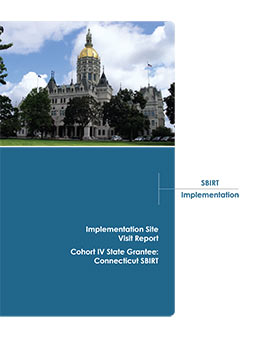 SBIRT
Implementation
Implementation Site
Visit Report
Cohort IV State Grantee:
Connecticut SBIRT